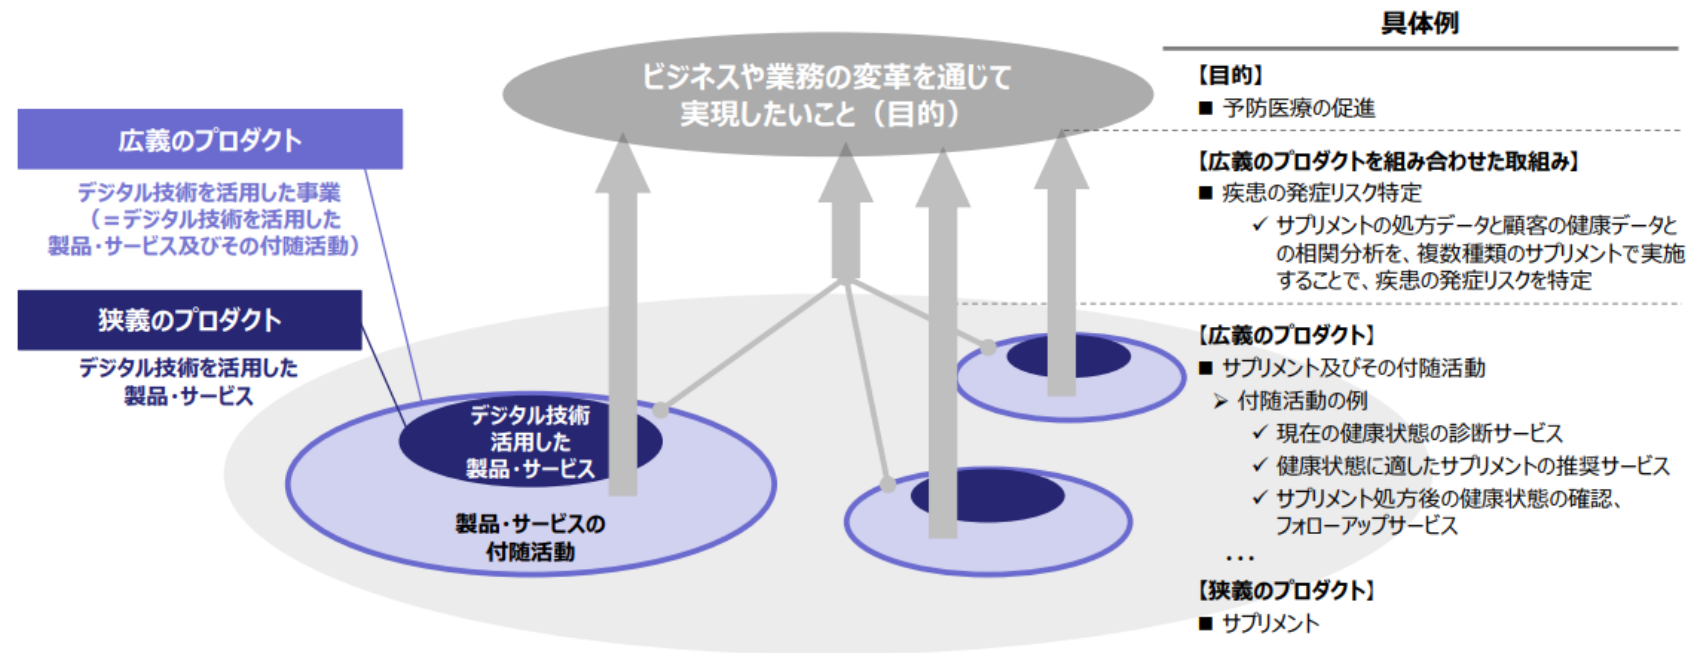 ビジネスや業務の変革を通じて
実現したいこと（目的）
広義のプロダクト
デジタル技術を活用した事業
（＝デジタル技術を活用した
製品・サービス及びその付随活動）
狭義のプロダクト
デジタル技術を活用した
製品・サービス
デジタル技術
活用した
製品・サービス
製品・サービスの
付随活動
具体例
【目的】
■ 予防医療の促進
【広義のプロダクトを組み合わせた取組み】
■ 疾患の発症リスク特定
✓ サプリメントの処方データと顧客の健康データと
の相関分析を、複数種類のサプリメントで実施
することで、疾患の発症リスクを特定
【広義のプロダクト】
■ サプリメント及びその付随活動
➢ 付随活動の例
✓ 現在の健康状態の診断サービス
✓ 健康状態に適したサプリメントの推奨サービス
✓ サプリメント処方後の健康状態の確認、
フォローアップサービス
・・・
【狭義のプロダクト】
■ サプリメント